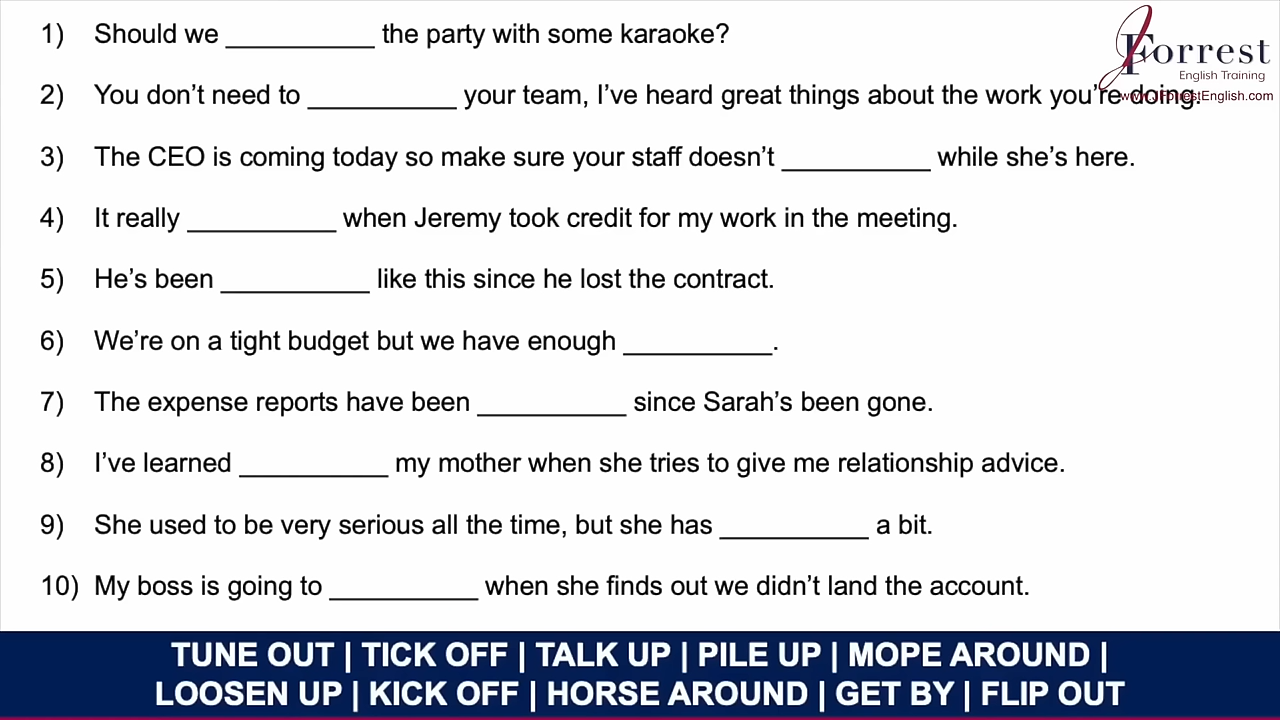 1) Should we __________ the party with some karaoke?
JForrest
English Training
www.JForrestEnglish.com
2) You don’t need to __________ your team, I’ve heard great things about the work you’re doing.
3) The CEO is coming today so make sure your staff doesn’t __________ while she’s here.
4) It really __________ when Jeremy took credit for my work in the meeting.
5) He’s been __________ like this since he lost the contract.
6) We’re on a tight budget but we have enough __________.
7) The expense reports have been __________ since Sarah’s been gone.
8) I’ve learned __________ my mother when she tries to give me relationship advice.
9) She used to be very serious all the time, but she has __________ a bit.
10) My boss is going to __________ when she finds out we didn’t land the account.
TUNE OUT | TICK OFF | TALK UP | PILE UP | MOPE AROUND |
LOOSEN UP | KICK OFF | HORSE AROUND | GET BY | FLIP OUT